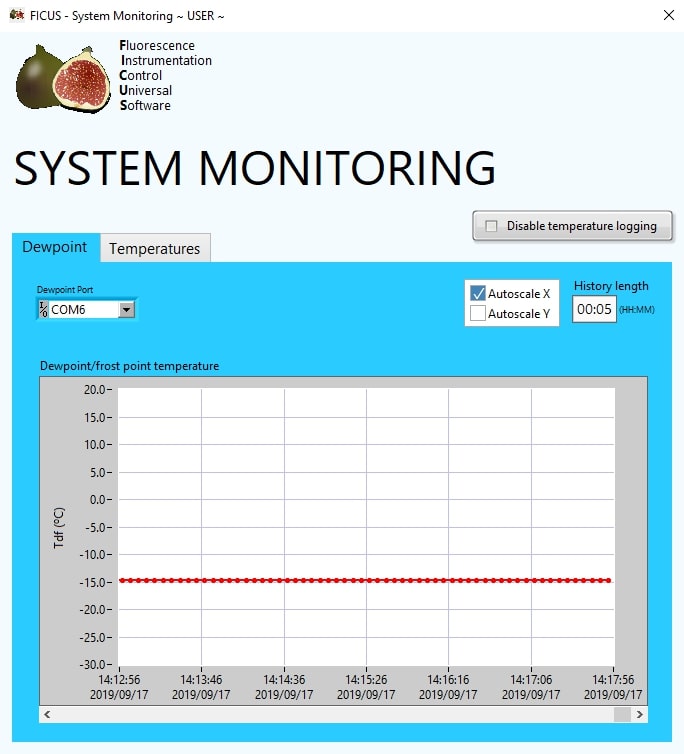 FICUS - System Monitoring ~ USER ~
Fluorescence
Instrumentation
Control
Universal
Software
SYSTEM MONITORING
Disable temperature logging
Dewpoint
Temperatures
Dewpoint Port
I/O COM6
Autoscale X
Autoscale Y
History length
00:05 (HH:MM)
Dewpoint/frost point temperature
20.0
15.0
10.0
5.0
0.0
-5.0
-10.0
-15.0
-20.0
-25.0
-30.0
Tdf (ºC)
14:12:56 14:13:46 14:14:36 14:15:26 14:16:16 14:17:06 14:17:56
2019/09/17 2019/09/17 2019/09/17 2019/09/17 2019/09/17 2019/09/17 2019/09/17